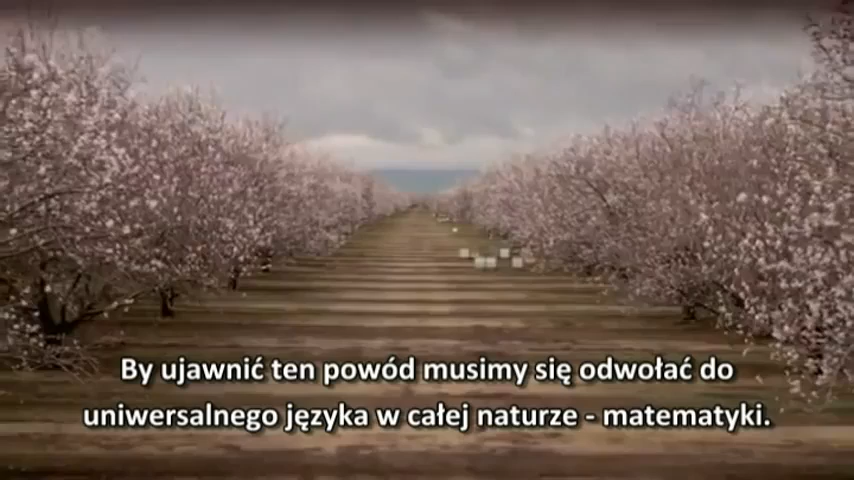 By ujawnić ten powód musimy się odwołać do
uniwersalnego języka w całej naturze - matematyki.